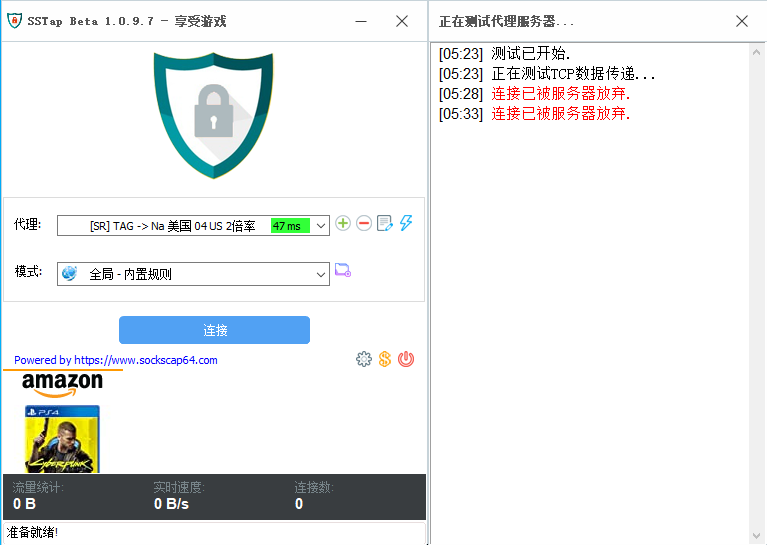 SSTap Beta 1.0.9.7 - 享受游戏
代理:
[SR] TAG -> Na 美国 04 US 2倍率
47 ms
模式:
全局 - 内置规则
连接
Powered by https://www.sockscap64.com
amazon
PS4
Cyberpunk
流量统计:
实时速度:
连接数:
0 B
0 B/s
0
准备就绪!
正在测试代理服务器...
[05:23] 测试已开始.
[05:23] 正在测试TCP数据传递...
[05:28] 连接已被服务器放弃.
[05:33] 连接已被服务器放弃.